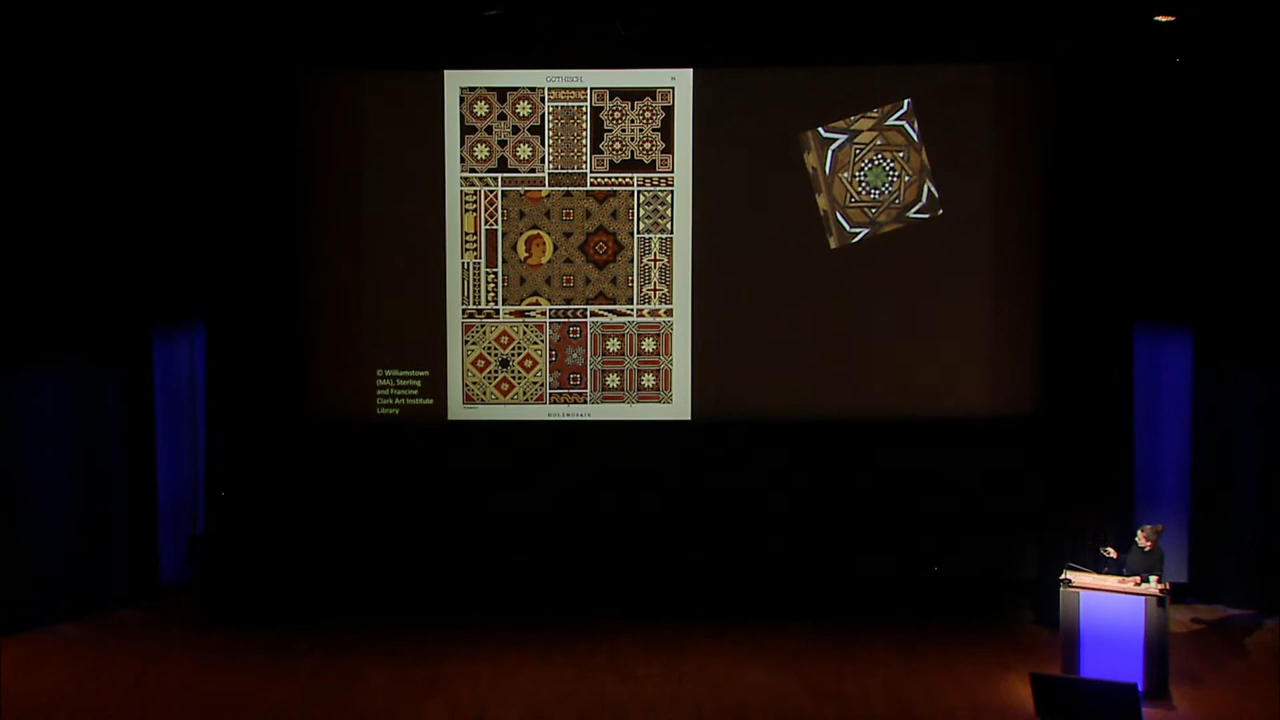 GOTHISCH.
© Williamstown
(MA), Sterling
and Francine
Clark Art Institute
Library
HOLZMOSAIK